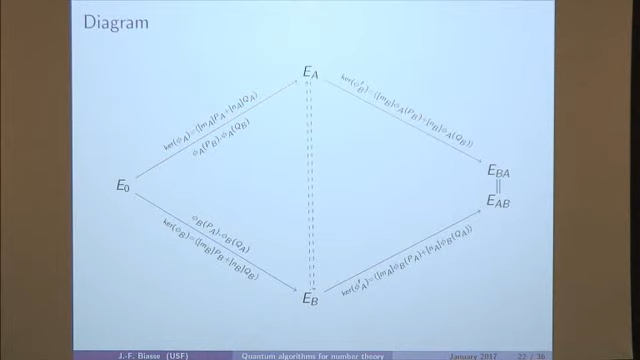 Diagram
E_A
ker(ϕ_A)=⟨[m_A]P_A+[n_A]Q_A⟩
ϕ_A(P_B),ϕ_A(Q_B)
ker(ϕ'_B)=⟨[m_B]ϕ_A(P_B)+[n_B]ϕ_A(Q_B)⟩
E_0
E_BA
||
E_AB
ϕ_B(P_A),ϕ_B(Q_A)
ker(ϕ_B)=⟨[m_B]P_B+[n_B]Q_B⟩
ker(ϕ'_A)=⟨[m_A]ϕ_B(P_A)+[n_A]ϕ_B(Q_A)⟩
E_B
J.-F. Biasse (USF) Quantum algorithms for number theory January 2017 22 / 36